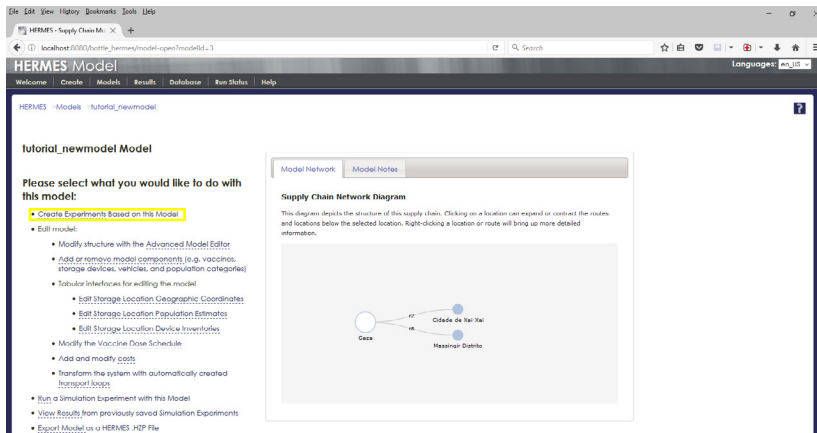 File Edit View History Bookmarks Tools Help
HERMES - Supply Chain Mo
localhost:8080/bottle_hermes/model-open?modelId=3
Search
HERMES Model
Languages: en_US
Welcome Create Models Results Database Run Status Help
HERMES >Models >tutorial_newmodel
?
tutorial_newmodel Model
Model Network Model Notes
Please select what you would like to do with
this model:
Supply Chain Network Diagram
This diagram depicts the structure of this supply chain. Clicking on a location can expand or contract the routes
and locations below the selected location. Right-clicking a location or route will bring up more detailed
information.
• Create Experiments Based on this Model
• Edit model:
• Modify structure with the Advanced Model Editor
• Add or remove model components (e.g. vaccines,
storage devices, vehicles, and population categories)
• Tabular interfaces for editing the model
• Edit Storage Location Geographic Coordinates
• Edit Storage Location Population Estimates
• Edit Storage Location Device Inventories
• Modify the Vaccine Dose Schedule
• Add and modify costs
• Transform the system with automatically created
transport loops
• Run a Simulation Experiment with this Model
• View Results from previously saved Simulation Experiments
• Export Model as a HERMES .HZP File
Cidade de Xai-Xai
Gaza
Massingir Distrito